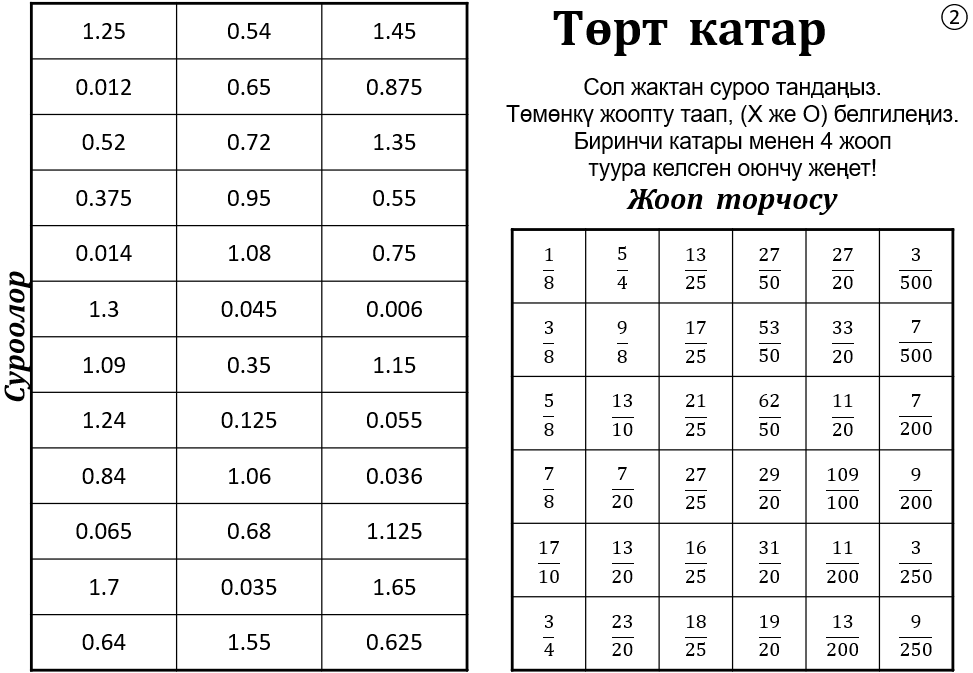 Суроолор
1.25 0.54 1.45
0.012 0.65 0.875
0.52 0.72 1.35
0.375 0.95 0.55
0.014 1.08 0.75
1.3 0.045 0.006
1.09 0.35 1.15
1.24 0.125 0.055
0.84 1.06 0.036
0.065 0.68 1.125
1.7 0.035 1.65
0.64 1.55 0.625
Төрт катар
②
Сол жактан суроо тандаңыз.
Төмөнкү жоопту таап, (Х же О) белгилеңиз.
Биринчи катары менен 4 жооп
туура келсген оюнчу жеңет!
Жооп торчосу
1/8 5/4 13/25 27/50 27/20 3/500
3/8 9/8 17/25 53/50 33/20 7/500
5/8 13/10 21/25 62/50 11/20 7/200
7/8 7/20 27/25 29/20 109/100 9/200
17/10 13/20 16/25 31/20 11/200 3/250
3/4 23/20 18/25 19/20 13/200 9/250